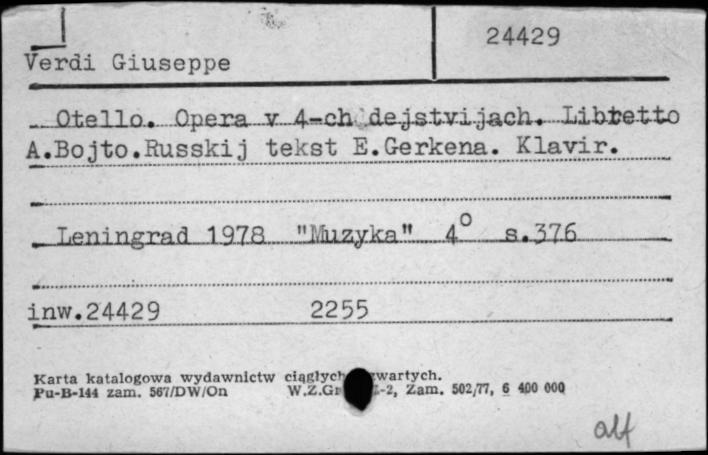 24429
Verdi Giuseppe
Otello. Opera v 4-ch dejstvijach. Libretto
A.Bojto.Russkij tekst E.Gerkena. Klavir.
Leningrad 1978 "Muzyka" 4° s.376
inw.24429 2255
Karta katalogowa wydawnictw
Pu-B-144 zam. 567/DW/On W.Z.Gr Zam. 502/77, 6 400 000